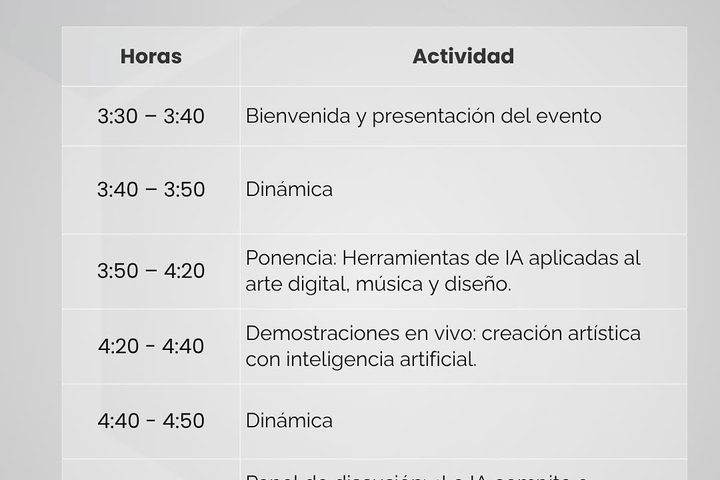 Horas Actividad
3:30 – 3:40 Bienvenida y presentación del evento
3:40 – 3:50 Dinámica
3:50 – 4:20 Ponencia: Herramientas de IA aplicadas al
arte digital, música y diseño.
4:20 - 4:40 Demostraciones en vivo: creación artística
con inteligencia artificial.
4:40 - 4:50 Dinámica